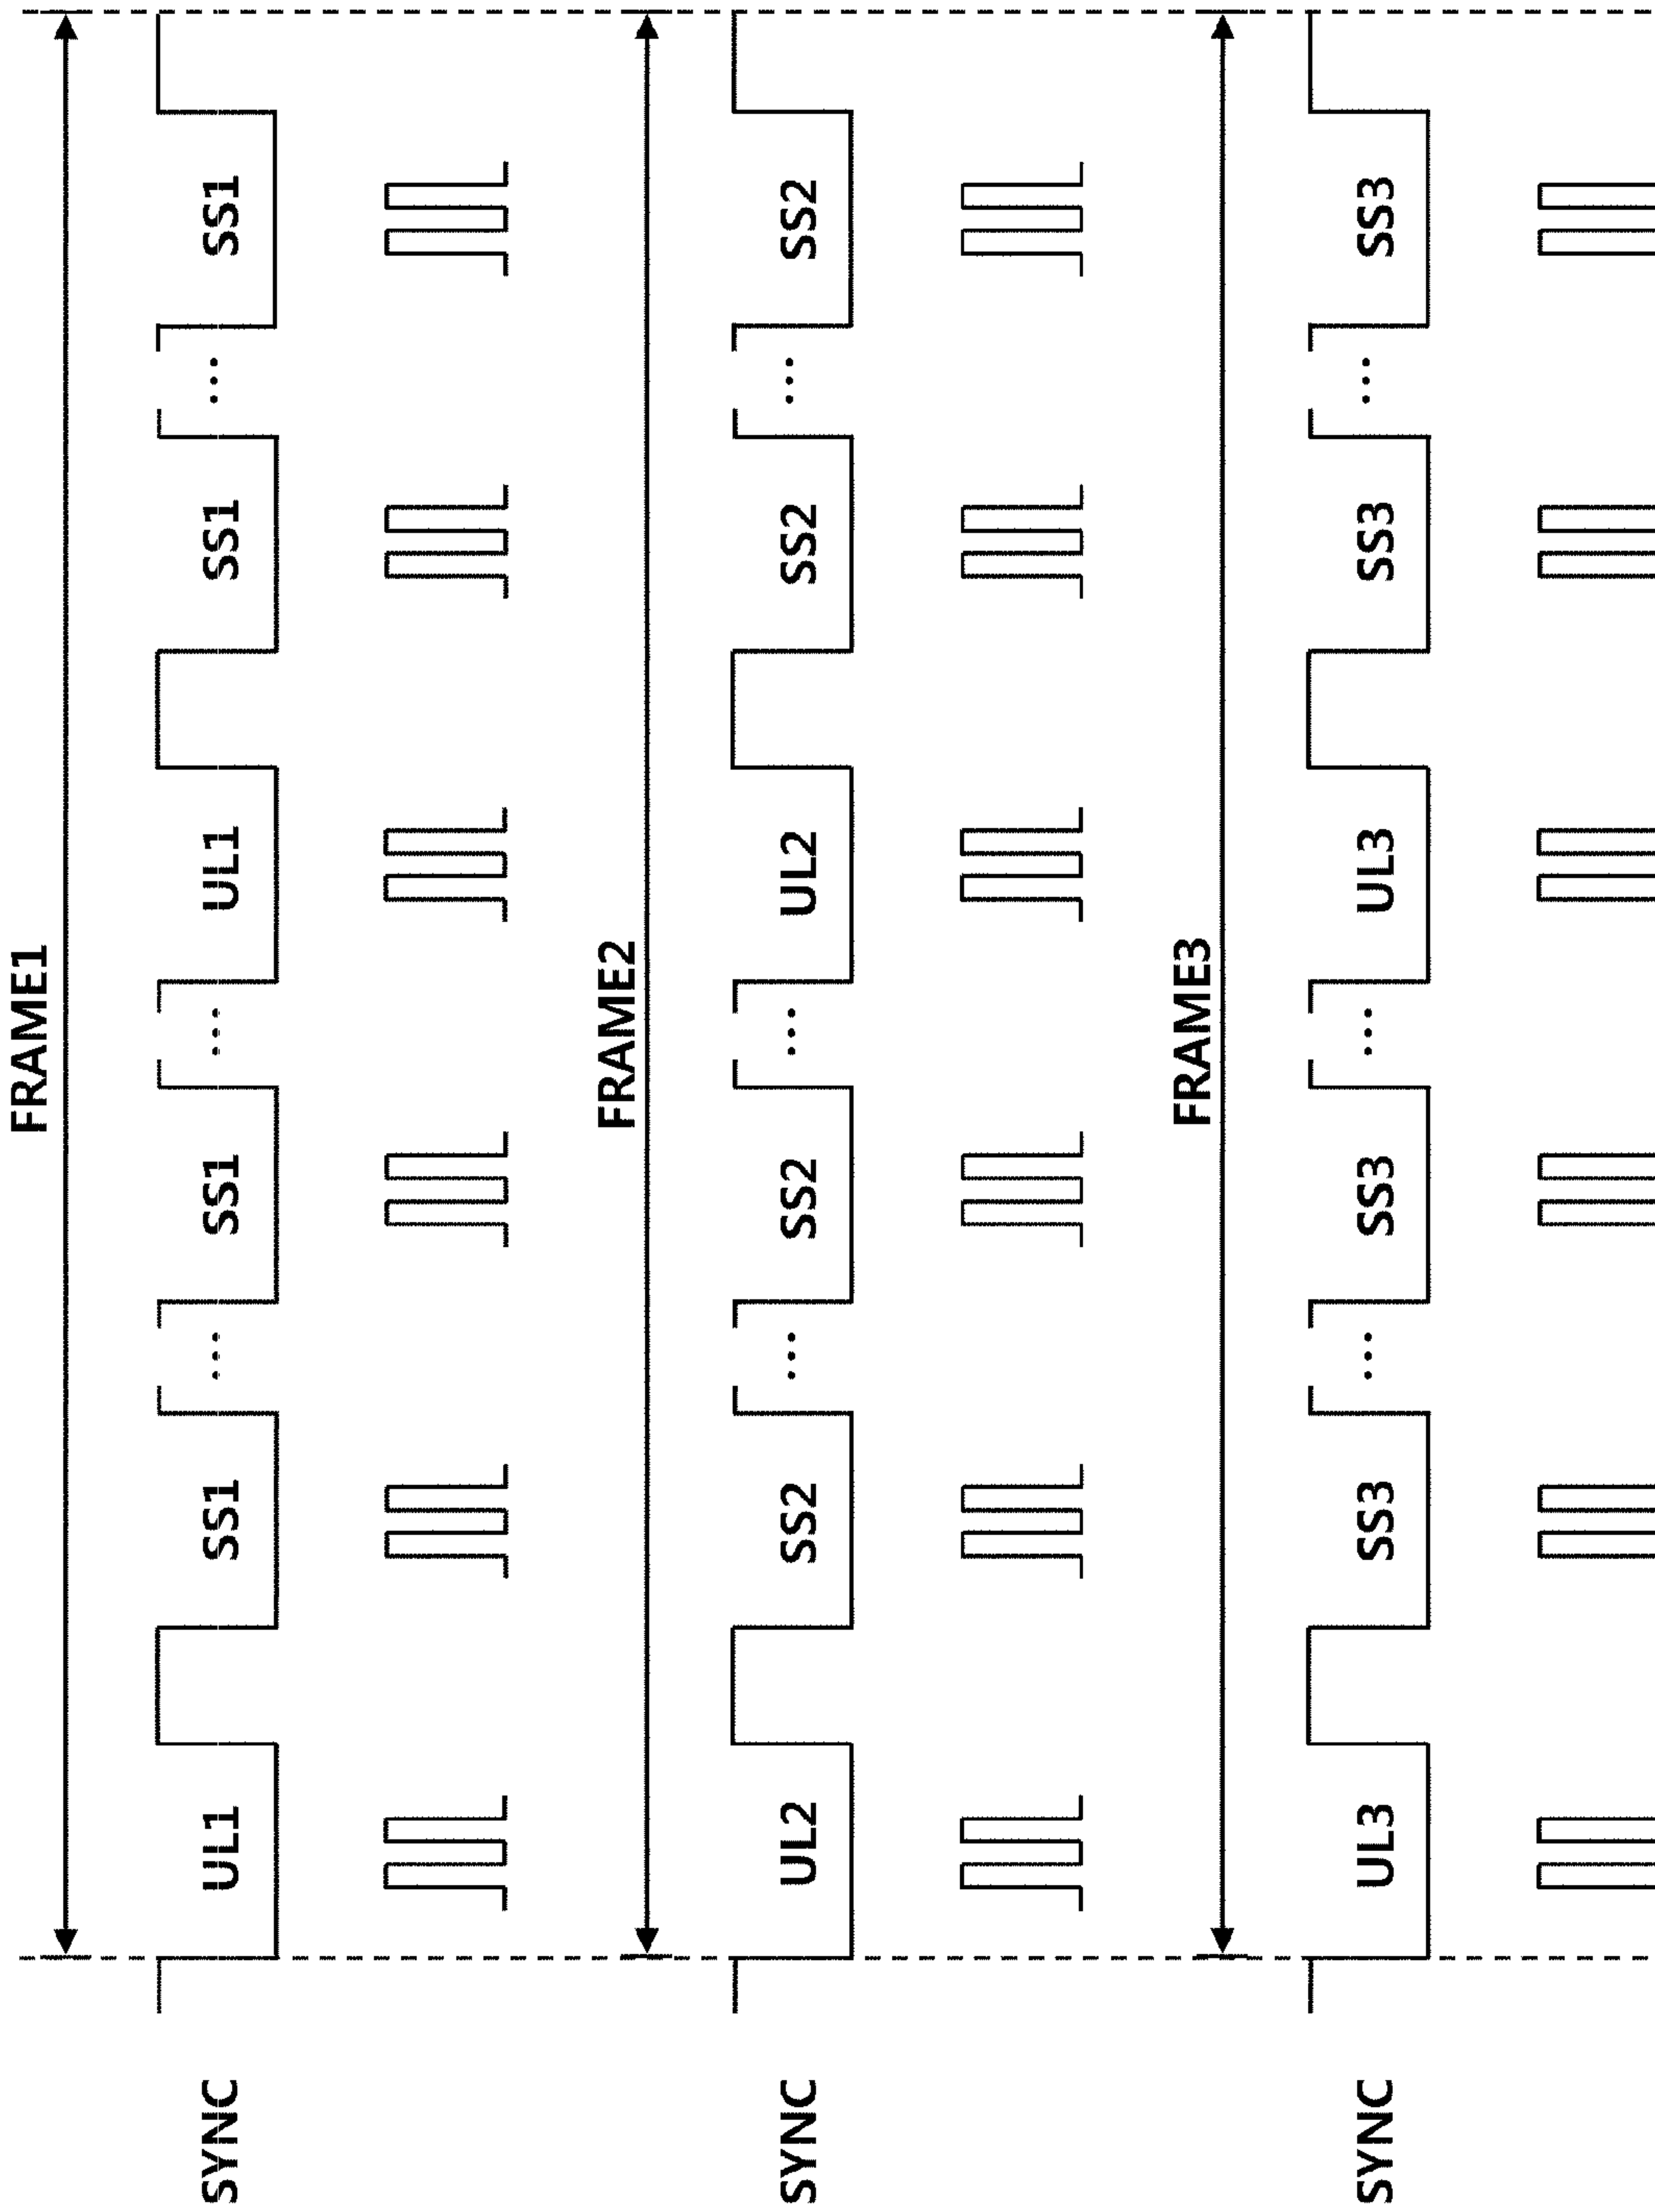 FRAME1
SYNC UL1 SS1 ... SS1 ... UL1 SS1 ... SS1
FRAME2
SYNC UL2 SS2 ... SS2 ... UL2 SS2 ... SS2
FRAME3
SYNC UL3 SS3 ... SS3 ... UL3 SS3 ... SS3